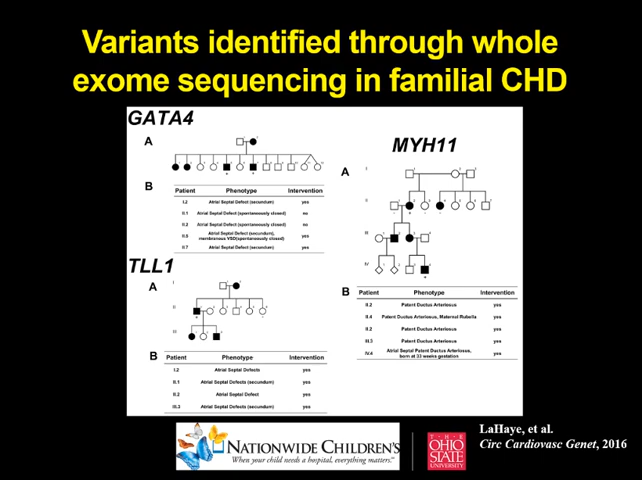 Variants identified through whole
exome sequencing in familial CHD
GATA4
A
B
Patient Phenotype Intervention
I.2 Atrial Septal Defect (secundum) yes
II.1 Atrial Septal Defect (spontaneously closed) no
II.2 Atrial Septal Defect (spontaneously closed) no
Atrial Septal Defect (secundum),
membranous VSD(spontaneously closed) yes
II.7 Atrial Septal Defect (secundum) yes
TLL1
A
I
II
III
B
Patient Phenotype Intervention
I.2 Atrial Septal Defects yes
II.1 Atrial Septal Defects (secundum) yes
II.2 Atrial Septal Defect yes
III.3 Atrial Septal Defects (secundum) yes
MYH11
A
I
II
III
IV
B
Patient Phenotype Intervention
II.2 Patent Ductus Arteriosus yes
II.4 Patent Ductus Arteriosus, Maternal Rubella yes
II.2 Patent Ductus Arteriosus yes
III.3 Patent Ductus Arteriosus yes
IV.4 Atrial Septal Patent Ductus Arteriosus,
born at 33 weeks gestation yes
NATIONWIDE CHILDREN'S
When your child needs a hospital, everything matters.
THE
OHIO
STATE
UNIVERSITY
LaHaye, et al.
Circ Cardiovasc Genet, 2016